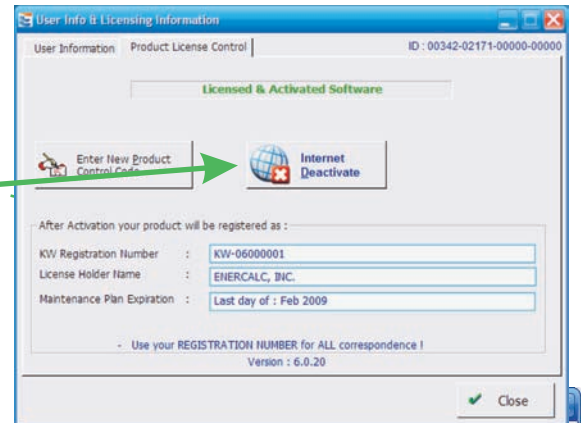 User Info & Licensing Information
User Information Product License Control ID : 00342-02171-00000-00000
Licensed & Activated Software
Enter New Product
Control Code
Internet
Deactivate
After Activation your product will be registered as :
KW Registration Number : KW-06000001
License Holder Name : ENERCALC, INC.
Maintenance Plan Expiration : Last day of : Feb 2009
- Use your REGISTRATION NUMBER for ALL correspondence !
Version : 6.0.20
Close